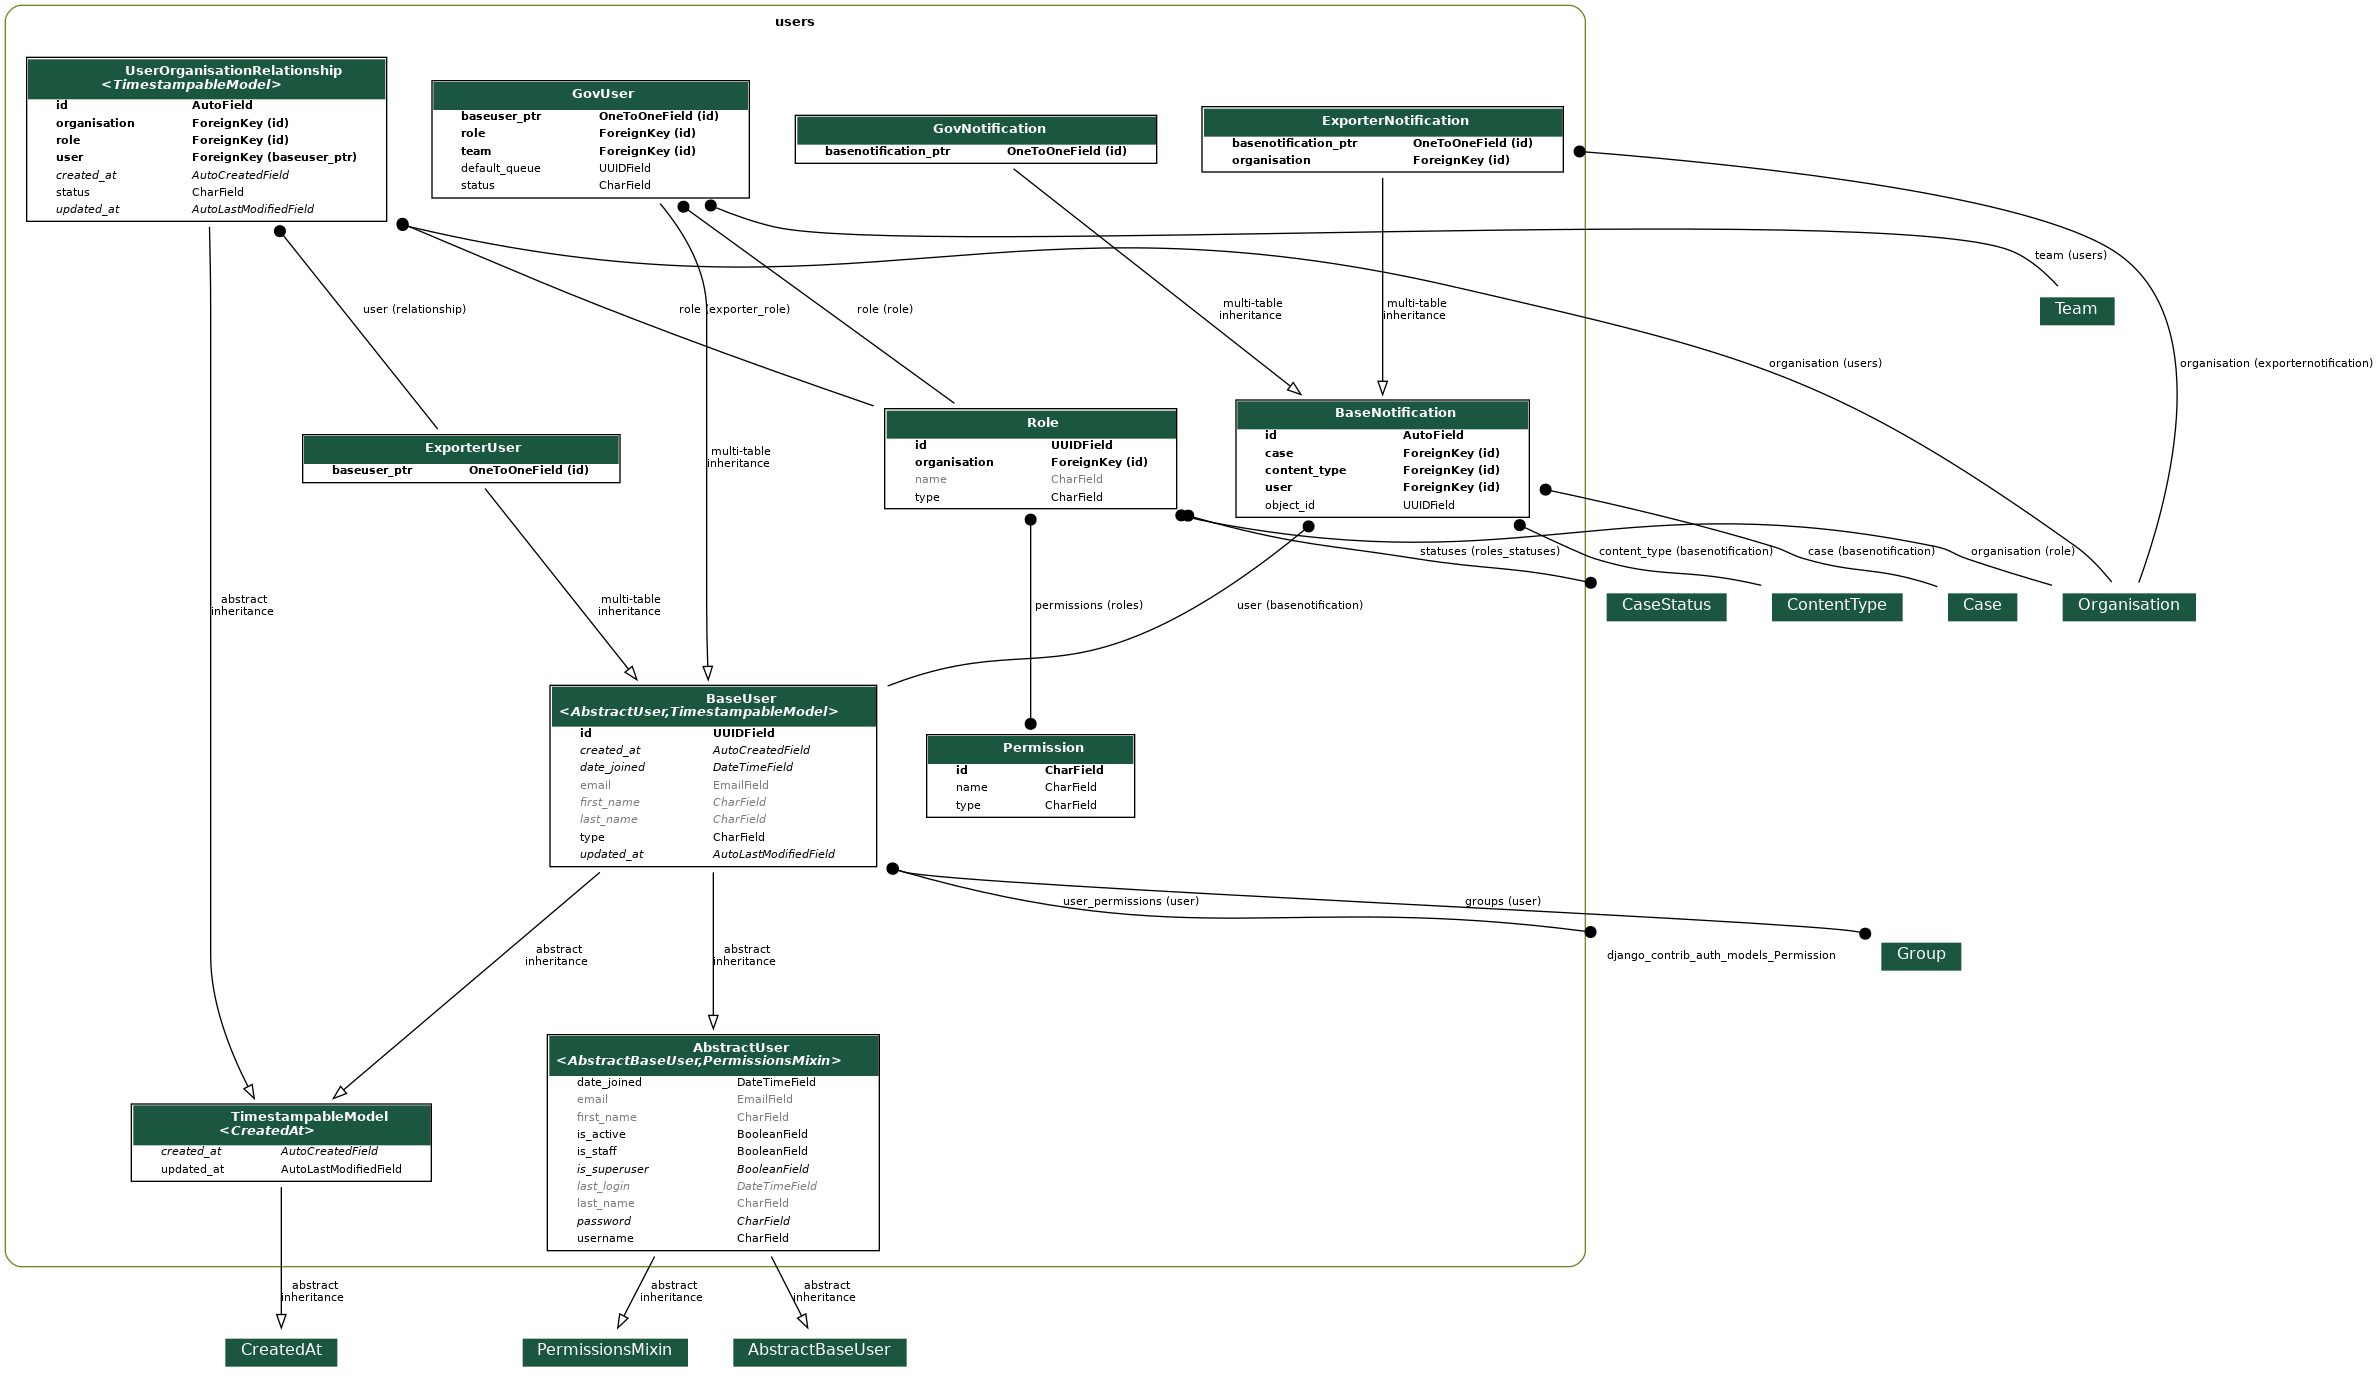 users
UserOrganisationRelationship
<TimestampableModel>
id AutoField
organisation ForeignKey (id)
role ForeignKey (id)
user ForeignKey (baseuser_ptr)
created_at AutoCreatedField
status CharField
updated_at AutoLastModifiedField
GovUser
baseuser_ptr OneToOneField (id)
role ForeignKey (id)
team ForeignKey (id)
default_queue UUIDField
status CharField
GovNotification
basenotification_ptr OneToOneField (id)
ExporterNotification
basenotification_ptr OneToOneField (id)
organisation ForeignKey (id)
team (users)
Team
user (relationship)
role (exporter_role)
role (role)
multi-table
inheritance
multi-table
inheritance
organisation (users)
organisation (exporternotification)
ExporterUser
baseuser_ptr OneToOneField (id)
multi-table
inheritance
Role
id UUIDField
organisation ForeignKey (id)
name CharField
type CharField
BaseNotification
id AutoField
case ForeignKey (id)
content_type ForeignKey (id)
user ForeignKey (id)
object_id UUIDField
statuses (roles_statuses)
content_type (basenotification)
case (basenotification)
organisation (role)
abstract
inheritance
multi-table
inheritance
permissions (roles)
user (basenotification)
CaseStatus
ContentType
Case
Organisation
BaseUser
<AbstractUser,TimestampableModel>
id UUIDField
created_at AutoCreatedField
date_joined DateTimeField
email EmailField
first_name CharField
last_name CharField
type CharField
updated_at AutoLastModifiedField
Permission
id CharField
name CharField
type CharField
user_permissions (user)
groups (user)
abstract
inheritance
abstract
inheritance
django_contrib_auth_models_Permission
Group
AbstractUser
<AbstractBaseUser,PermissionsMixin>
date_joined DateTimeField
email EmailField
first_name CharField
is_active BooleanField
is_staff BooleanField
is_superuser BooleanField
last_login DateTimeField
last_name CharField
password CharField
username CharField
TimestampableModel
<CreatedAt>
created_at AutoCreatedField
updated_at AutoLastModifiedField
abstract
inheritance
abstract
inheritance
abstract
inheritance
CreatedAt
PermissionsMixin
AbstractBaseUser